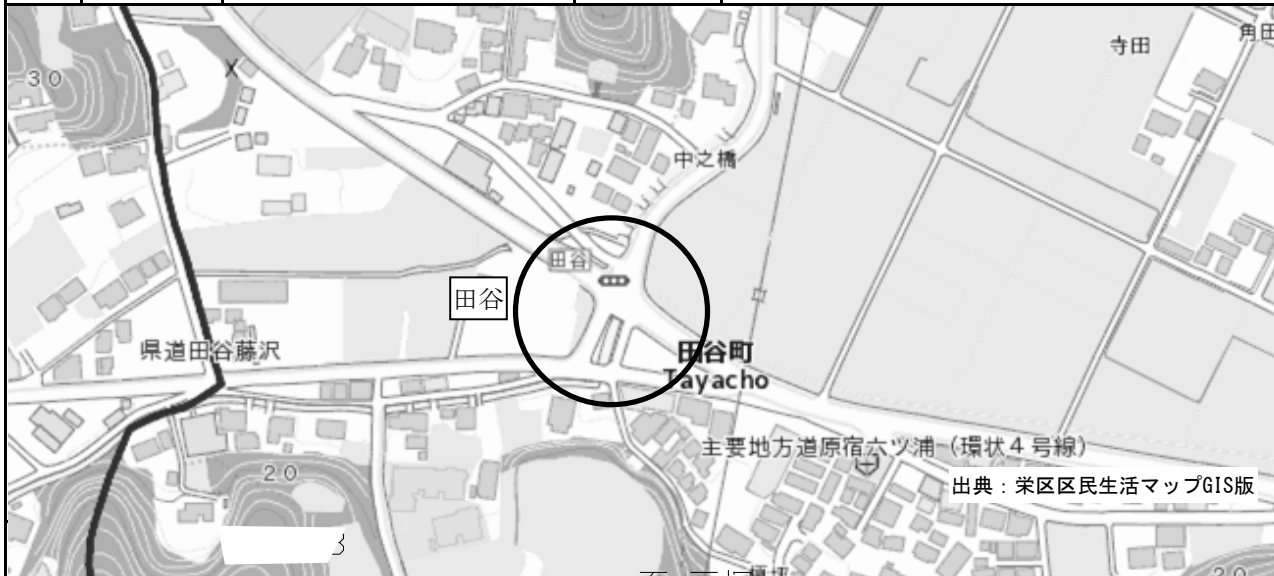 角田
寺田
30
中之橋
田谷
田谷
県道田谷藤沢
田谷町
Tayacho
主要地方道原宿六ツ浦（環状４号線）
出典：栄区区民生活マップGIS版
20
20